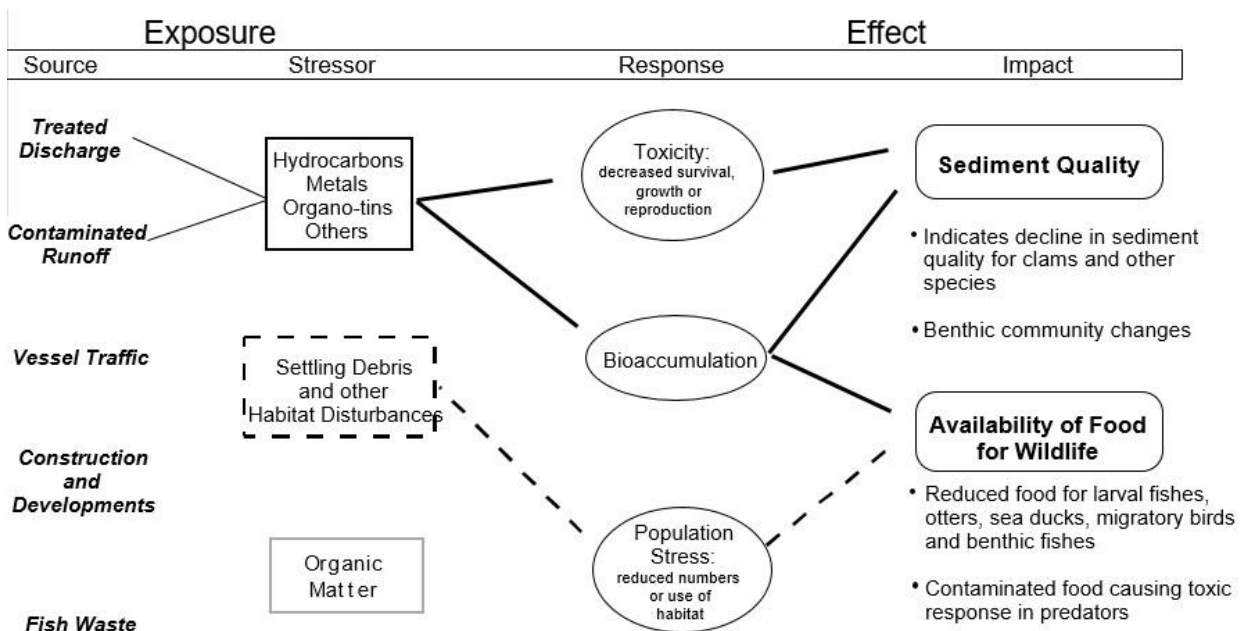 Exposure
Effect
Source
Stressor
Response
Impact
Treated
Discharge
Contaminated
Runoff
Vessel Traffic
Construction
and
Developments
Fish Waste
Hydrocarbons
Metals
Organo-tins
Others
Settling Debris
and other
Habitat Disturbances
Organic
Matter
Toxicity:
decreased survival,
growth or
reproduction
Bioaccumulation
Population
Stress:
reduced numbers
or use of
habitat
Sediment Quality
• Indicates decline in sediment
quality for clams and other
species
• Benthic community changes
Availability of Food
for Wildlife
• Reduced food for larval fishes,
otters, sea ducks, migratory birds
and benthic fishes
• Contaminated food causing toxic
response in predators